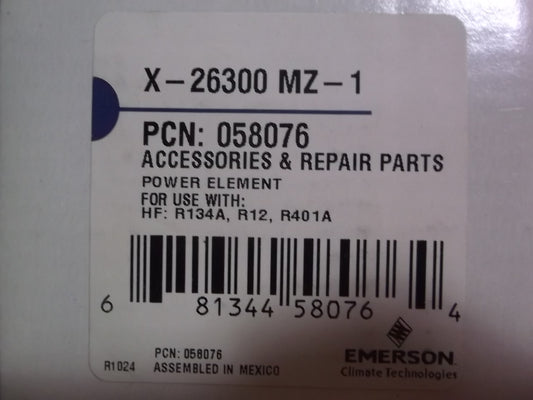 X-26300 MZ-1
PCN: 058076
ACCESSORIES & REPAIR PARTS
POWER ELEMENT
FOR USE WITH:
HF: R134A, R12, R401A
6 81344 58076 4
PCN: 058076
R1024 ASSEMBLED IN MEXICO
EMERSON
Climate Technologies